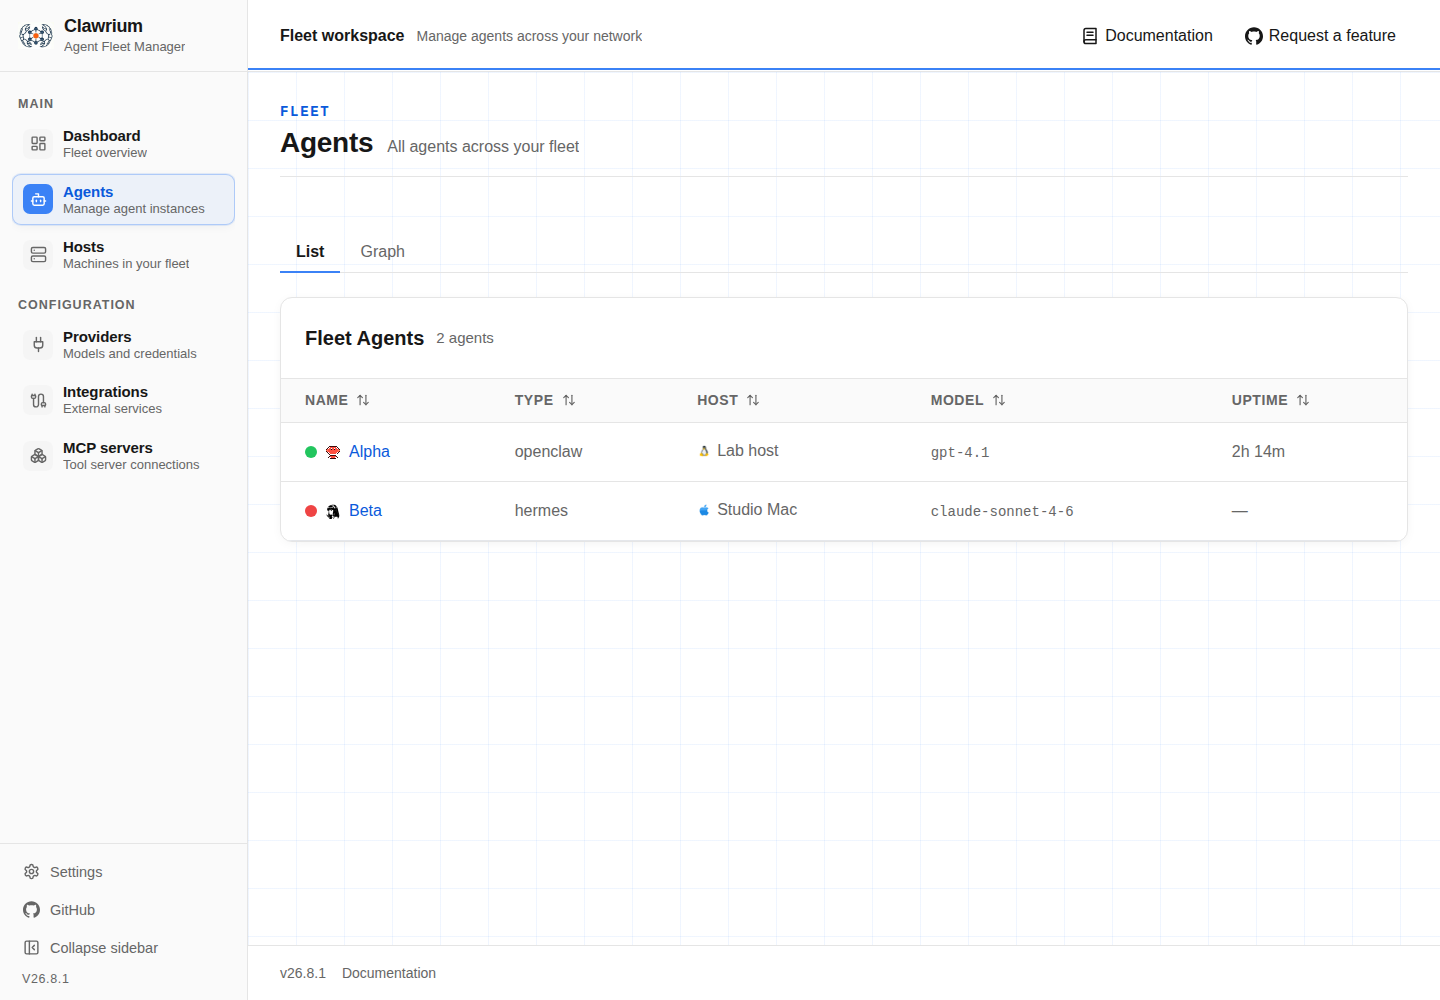 Clawrium
Agent Fleet Manager
MAIN
Dashboard
Fleet overview
Agents
Manage agent instances
Hosts
Machines in your fleet
CONFIGURATION
Providers
Models and credentials
Integrations
External services
MCP servers
Tool server connections
Settings
GitHub
Collapse sidebar
V26.8.1
Fleet workspace Manage agents across your network
Documentation Request a feature
FLEET
Agents All agents across your fleet
List Graph
Fleet Agents 2 agents
NAME TYPE HOST MODEL UPTIME
Alpha openclaw Lab host gpt-4.1 2h 14m
Beta hermes Studio Mac claude-sonnet-4-6 —
v26.8.1 Documentation